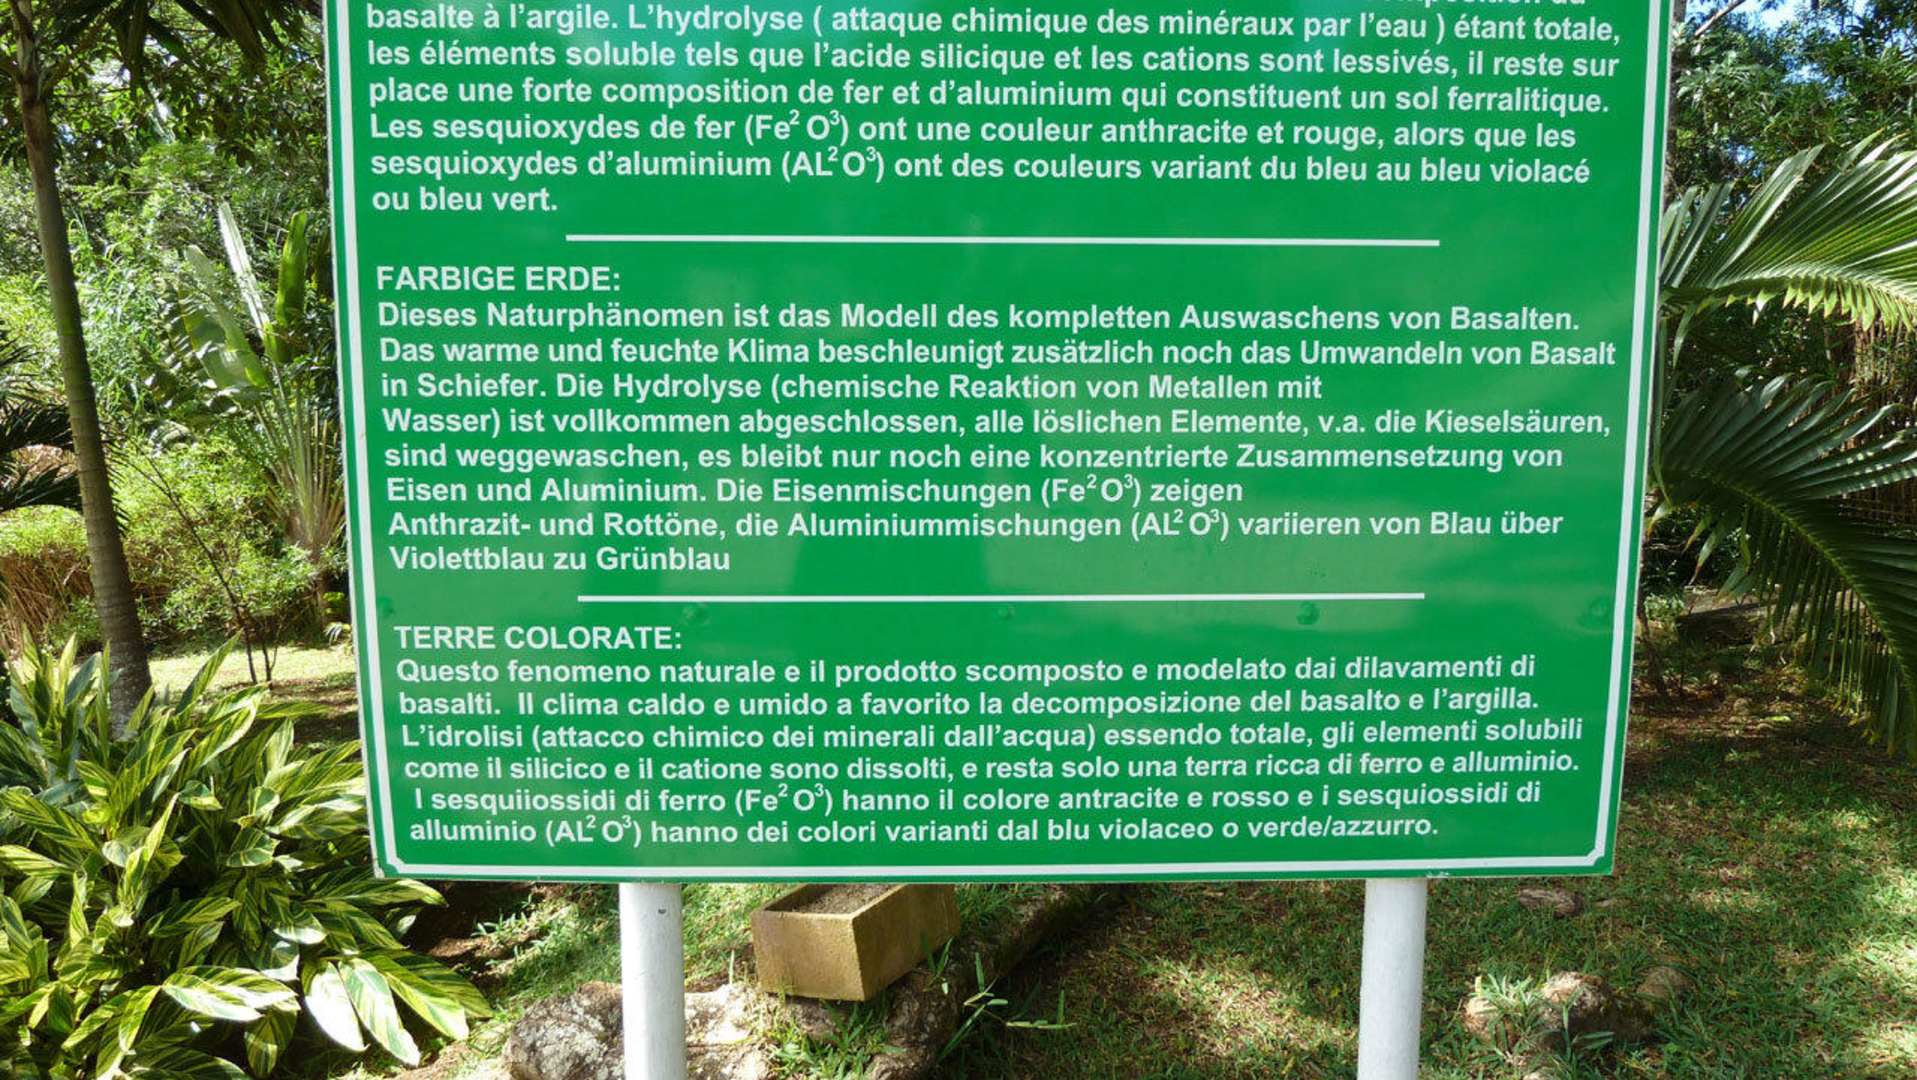 basalte à l'argile. L'hydrolyse ( attaque chimique des minéraux par l'eau ) étant totale,
les éléments soluble tels que l'acide silicique et les cations sont lessivés, il reste sur
place une forte composition de fer et d'aluminium qui constituent un sol ferralitique.
Les sesquioxydes de fer (Fe² O³) ont une couleur anthracite et rouge, alors que les
sesquioxydes d'aluminium (AL² O³) ont des couleurs variant du bleu au bleu violacé
ou bleu vert.
FARBIGE ERDE:
Dieses Naturphänomen ist das Modell des kompletten Auswaschens von Basalten.
Das warme und feuchte Klima beschleunigt zusätzlich noch das Umwandeln von Basalt
in Schiefer. Die Hydrolyse (chemische Reaktion von Metallen mit
Wasser) ist vollkommen abgeschlossen, alle löslichen Elemente, v.a. die Kieselsäuren,
sind weggewaschen, es bleibt nur noch eine konzentrierte Zusammensetzung von
Eisen und Aluminium. Die Eisenmischungen (Fe² O³) zeigen
Anthrazit- und Rottöne, die Aluminiummischungen (AL² O³) variieren von Blau über
Violettblau zu Grünblau
TERRE COLORATE:
Questo fenomeno naturale e il prodotto scomposto e modelato dai dilavamenti di
basalti. Il clima caldo e umido a favorito la decomposizione del basalto e l'argilla.
L'idrolisi (attacco chimico dei minerali dall'acqua) essendo totale, gli elementi solubili
come il silicico e il catione sono dissolti, e resta solo una terra ricca di ferro e alluminio.
I sesquiiossidi di ferro (Fe² O³) hanno il colore antracite e rosso e i sesquiossidi di
alluminio (AL² O³) hanno dei colori varianti dal blu violaceo o verde/azzurro.